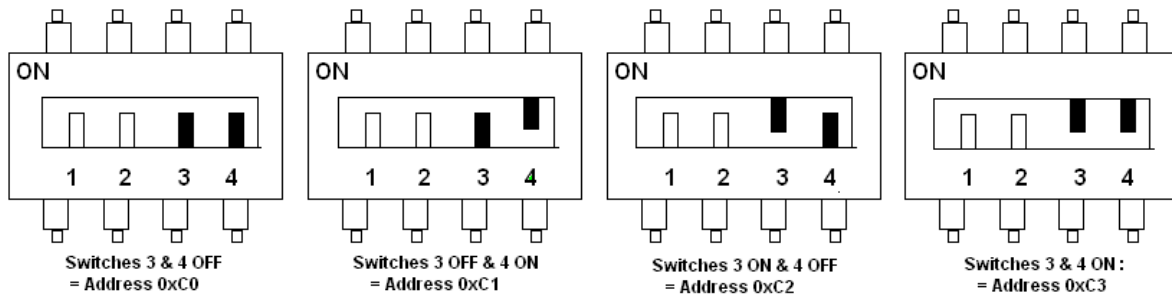 ON
1 2 3 4
Switches 3 & 4 OFF
= Address 0xC0
ON
1 2 3 4
Switches 3 OFF & 4 ON
= Address 0xC1
ON
1 2 3 4
Switches 3 ON & 4 OFF
= Address 0xC2
ON
1 2 3 4
Switches 3 & 4 ON :
= Address 0xC3